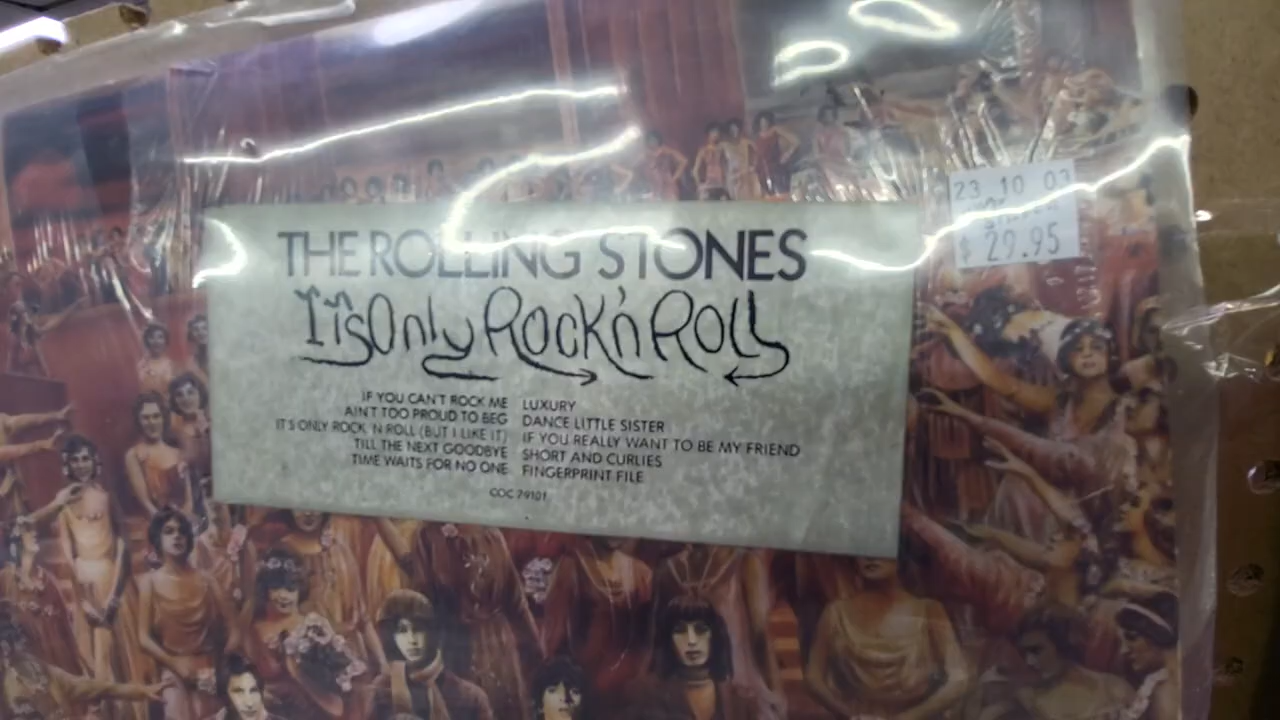 23 10 03
$ 29.95
THE ROLLING STONES
It's Only Rock'n Roll
IF YOU CAN'T ROCK ME
AIN'T TOO PROUD TO BEG
IT'S ONLY ROCK 'N ROLL (BUT I LIKE IT)
TILL THE NEXT GOODBYE
TIME WAITS FOR NO ONE
LUXURY
DANCE LITTLE SISTER
IF YOU REALLY WANT TO BE MY FRIEND
SHORT AND CURLIES
FINGERPRINT FILE
COC 79101